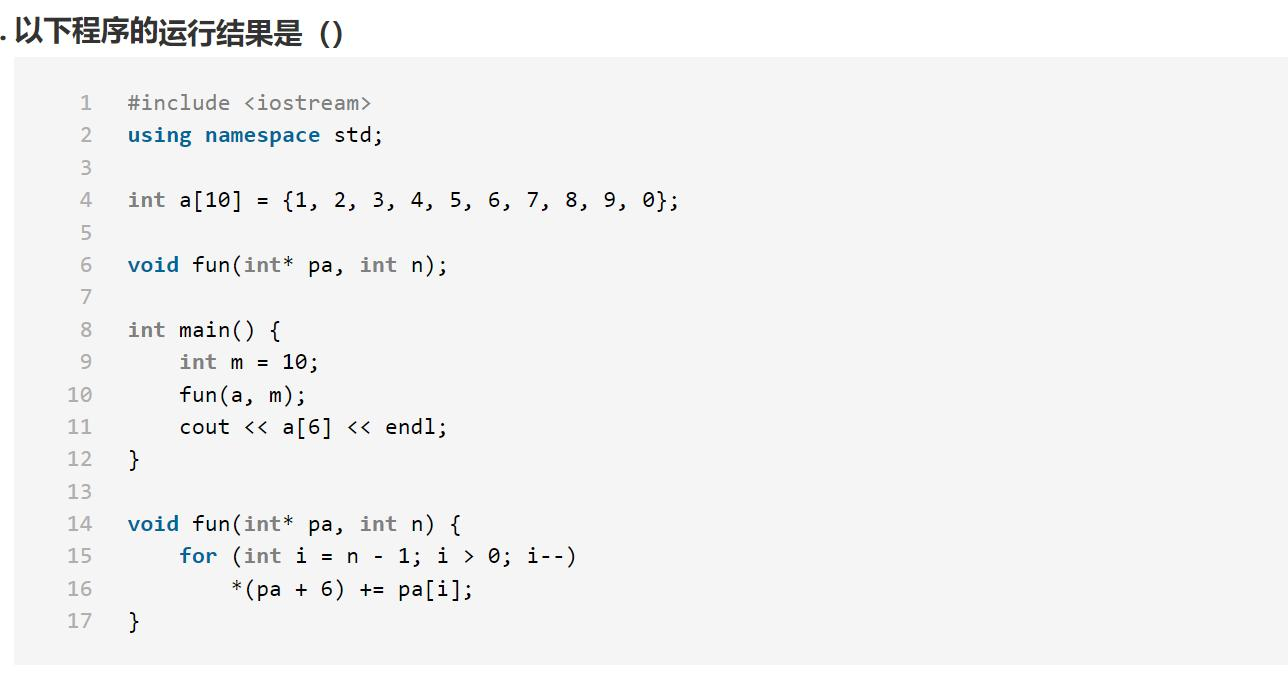 . 以下程序的运行结果是（）
1 #include <iostream>
2 using namespace std;
3
4 int a[10] = {1, 2, 3, 4, 5, 6, 7, 8, 9, 0};
5
6 void fun(int* pa, int n);
7
8 int main() {
9     int m = 10;
10     fun(a, m);
11     cout << a[6] << endl;
12 }
13
14 void fun(int* pa, int n) {
15     for (int i = n - 1; i > 0; i--)
16         *(pa + 6) += pa[i];
17 }